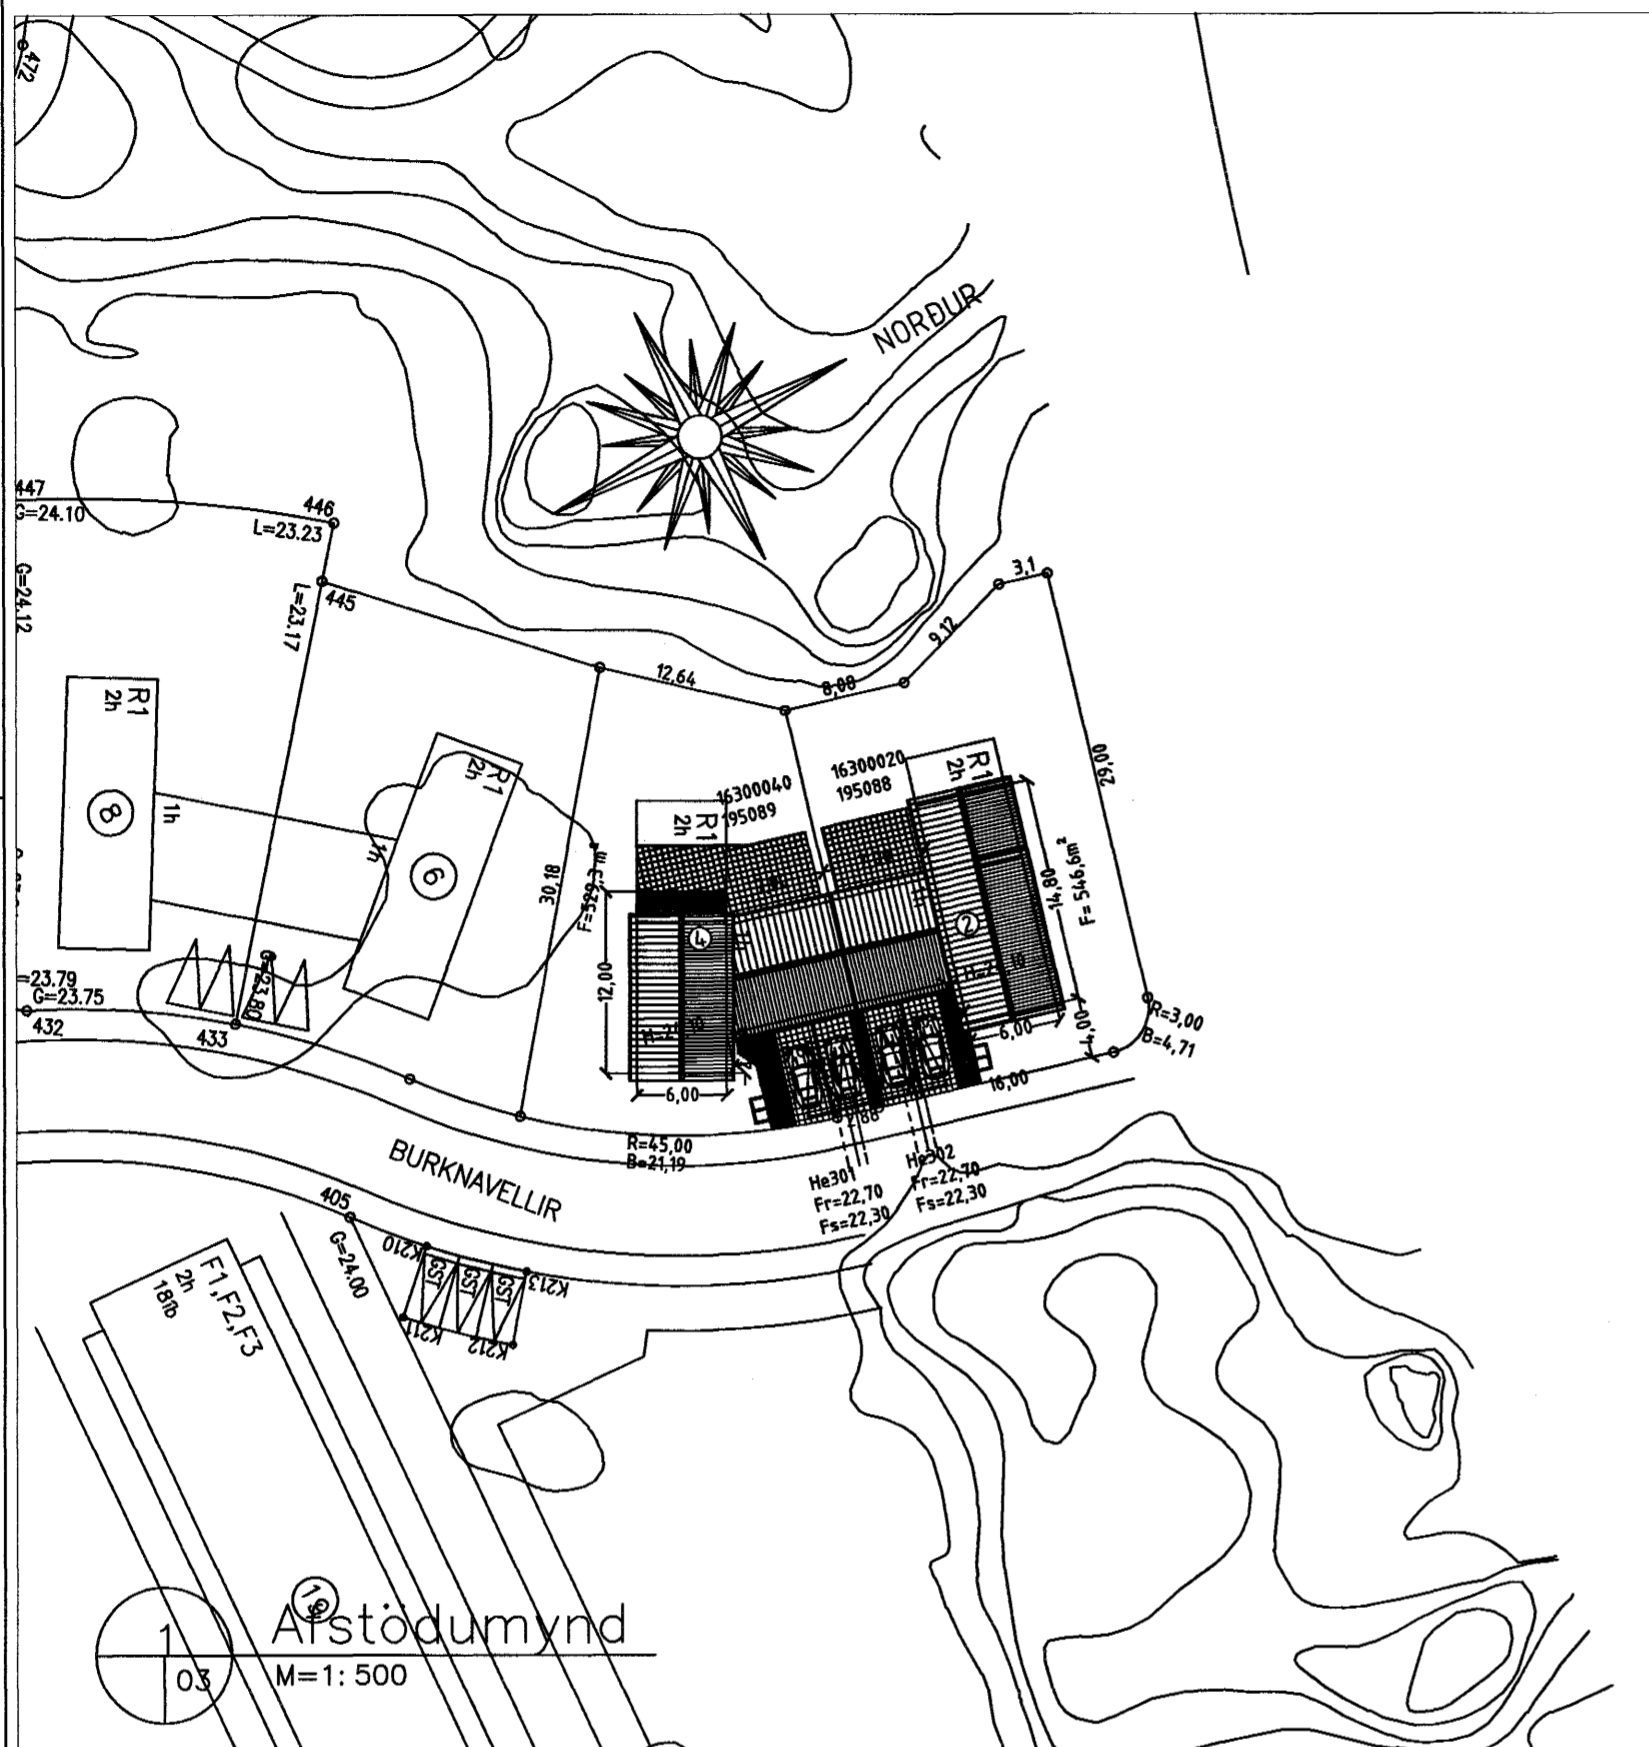 472
NORÐUR
447
G=24.10
446
L=23.23
G=24.12
L=23.17
445
3,1
9,12
12,64
8,08
29,00
R1
2h
1h
8
R1
2h
1h
6
16300040
195089
16300020
195088
R1
2h
R1
2h
30,18
12,00
4
2
14,80
F= 546,6m²
=23.79
G=23.75
432
433
G=23.80
6,00
6,00
4,00
R=3,00
B=4,71
16,00
R=45,00
B=21,19
BURKNAVELLIR
He301
Fr=22,70
Fs=22,30
He302
Fr=22,70
Fs=22,30
405
G=24.00
K210
GST
GST
GST
K213
K211
K212
F1,F2,F3
2h
18íb
19
1
03
Afstödumynd
M=1:500